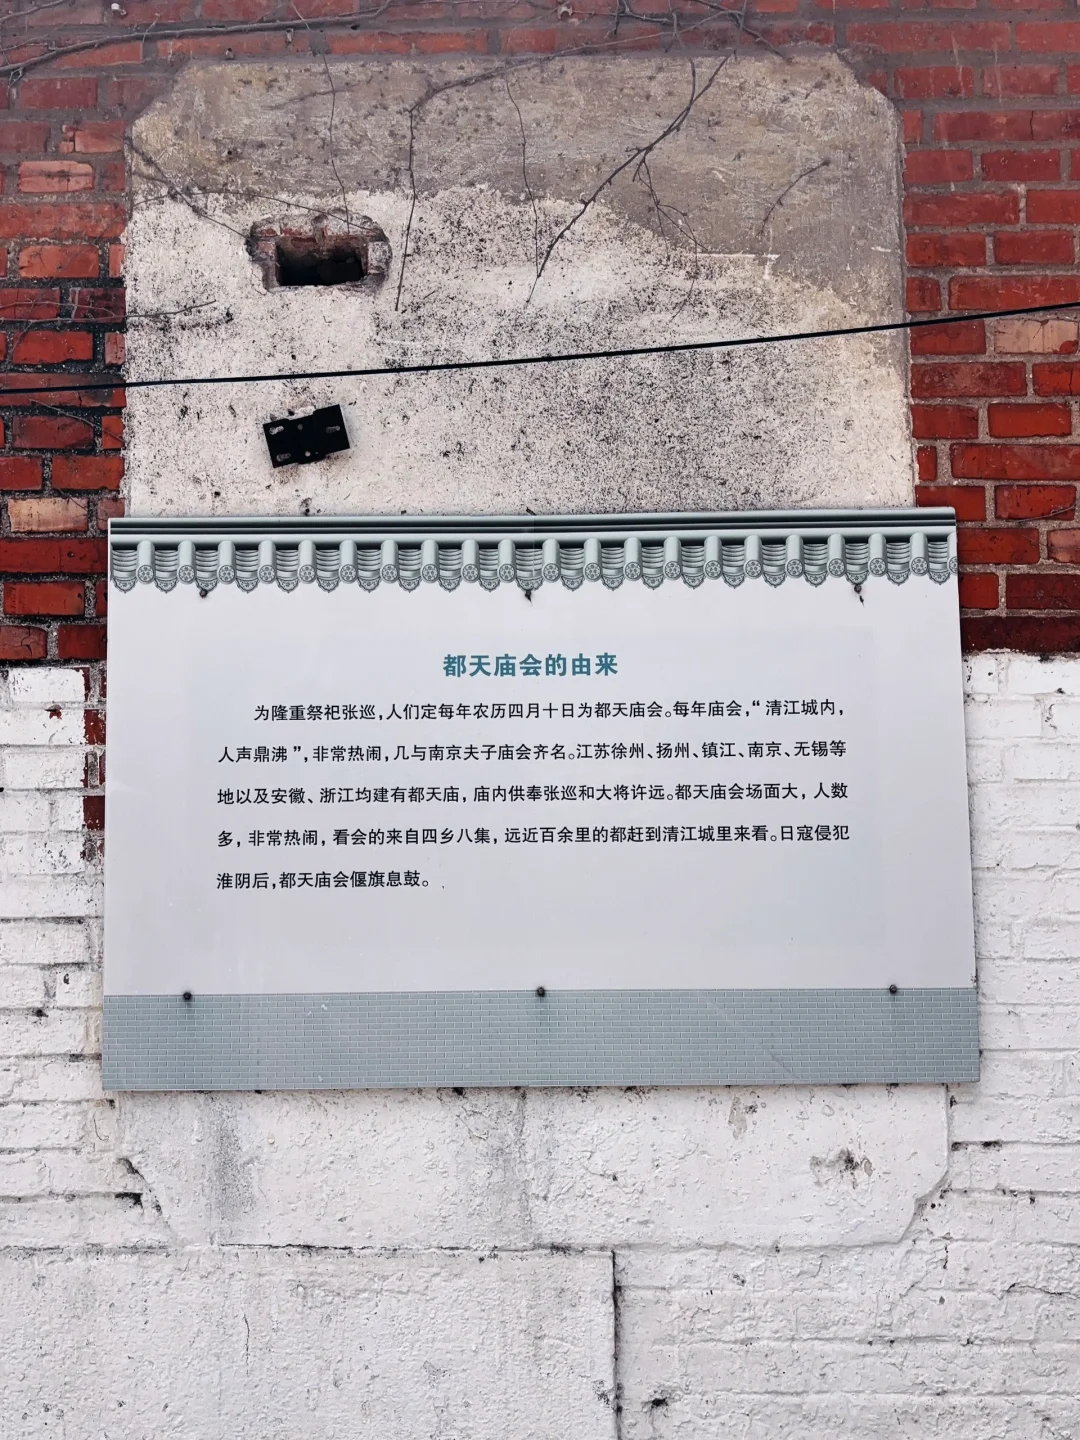 都天庙会的由来
为隆重祭祀张巡,人们定每年农历四月十日为都天庙会。每年庙会,“清江城内,
人声鼎沸”,非常热闹,几与南京夫子庙会齐名。江苏徐州、扬州、镇江、南京、无锡等
地以及安徽、浙江均建有都天庙,庙内供奉张巡和大将许远。都天庙会场面大,人数
多,非常热闹,看会的来自四乡八集,远近百余里的都赶到清江城里来看。日寇侵犯
淮阴后,都天庙会偃旗息鼓。